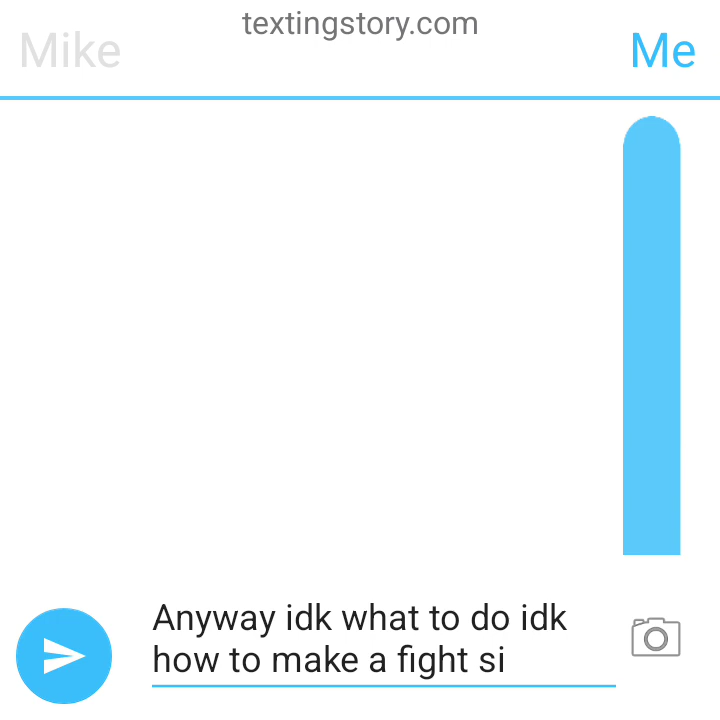 textingstory.com
Mike
Me
Anyway idk what to do idk
how to make a fight si